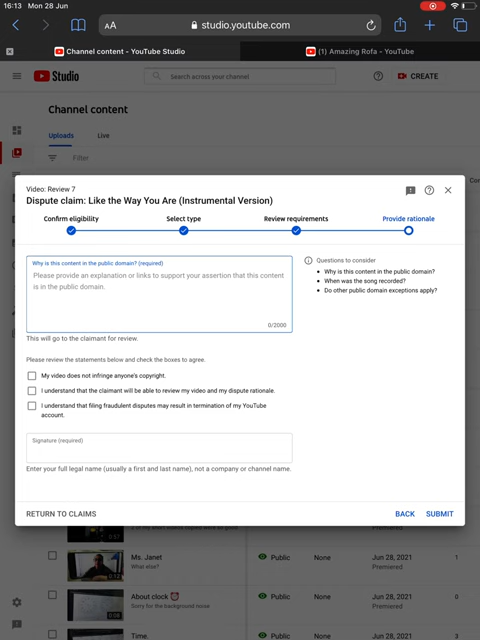 16:13 Mon 28 Jun
AA
studio.youtube.com
Channel content - YouTube Studio
(1) Amazing Rofa - YouTube
Studio
Search across your channel
CREATE
Channel content
Uploads
Live
Filter
Video: Review 7
Dispute claim: Like the Way You Are (Instrumental Version)
Confirm eligibility
Select type
Review requirements
Provide rationale
Why is this content in the public domain? (required)
Please provide an explanation or links to support your assertion that this content
is in the public domain.
0/2000
This will go to the claimant for review.
Questions to consider
• Why is this content in the public domain?
• When was the song recorded?
• Do other public domain exceptions apply?
Please review the statements below and check the boxes to agree.
My video does not infringe anyone's copyright.
I understand that the claimant will be able to review my video and my dispute rationale.
I understand that filing fraudulent disputes may result in termination of my YouTube
account.
Signature (required)
Enter your full legal name (usually a first and last name), not a company or channel name.
RETURN TO CLAIMS
BACK
SUBMIT
0:57
Premiered
Ms. Janet
What else?
0:12
Public
None
Jun 28, 2021
Premiered
1
About clock ⏰
Sorry for the background noise
0:08
Public
None
Jun 28, 2021
Premiered
0
Time.
Public
None
Jun 28, 2021
3